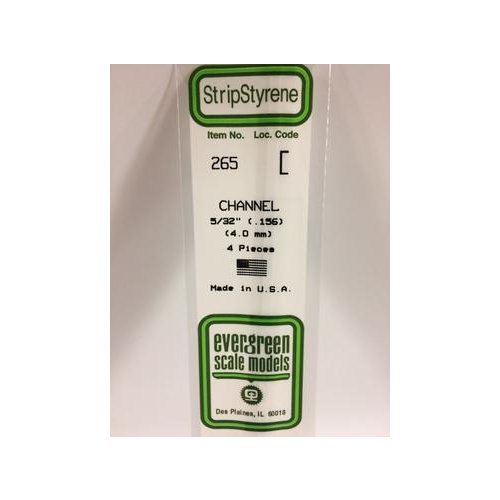 StripStyrene
Item No. Loc. Code
265
CHANNEL
5/32" (.156)
(4.0 mm)
4 Pieces
Made in U.S.A.
evergreen
scale models
Des Plaines, IL 60018